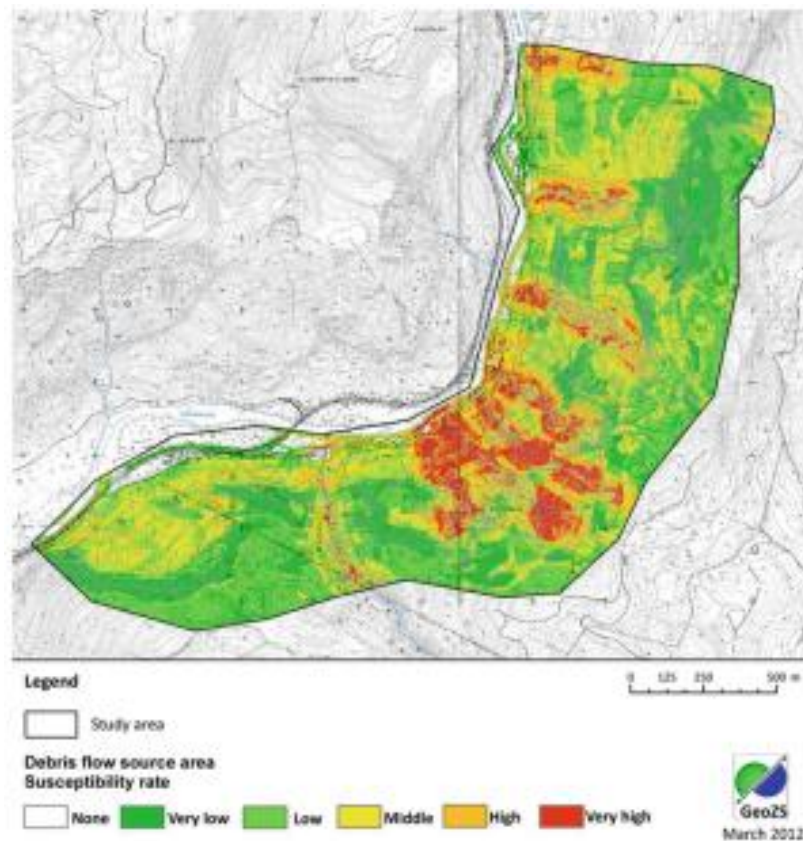 Legend
0 125 250 500 m
Study area
Debris flow source area
Susceptibility rate
None Very low Low Middle High Very high
GeoZS
March 2012